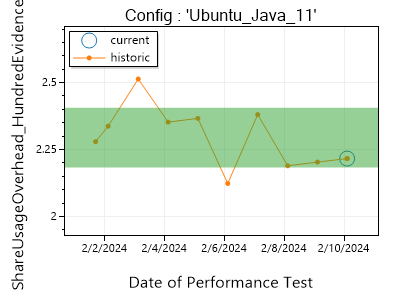 Config : 'Ubuntu_Java_11'
current
historic
ShareUsageOverhead_HundredEvidence
2.5
2.25
2
2/2/2024
2/4/2024
2/6/2024
2/8/2024
2/10/2024
Date of Performance Test